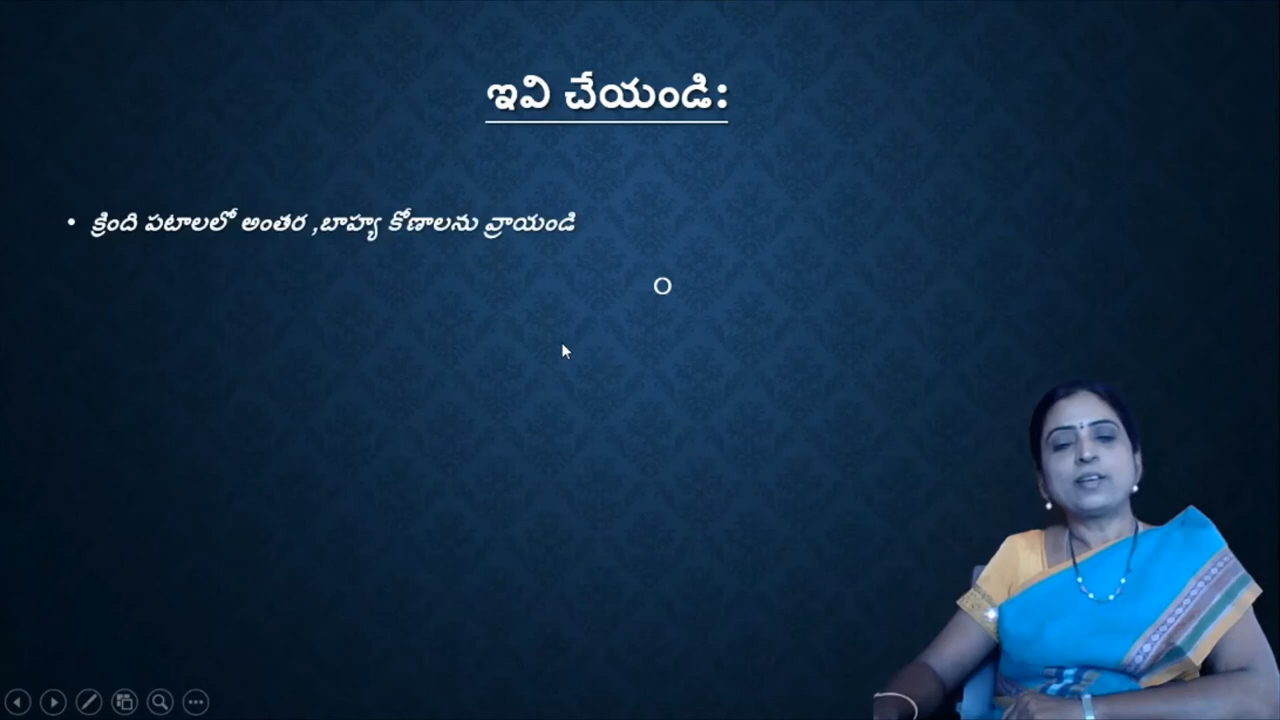 ఇవి చేయండి:
• క్రింది పటాలలో అంతర ,బాహ్య కోణాలను వ్రాయండి